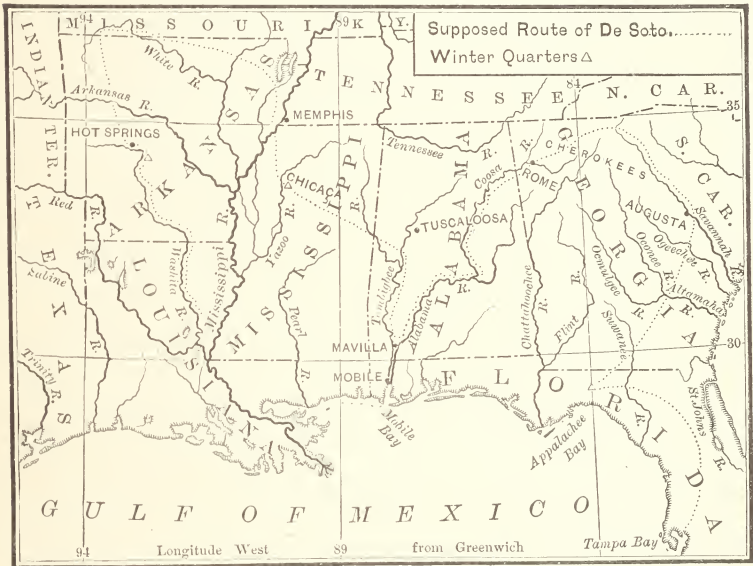 94
89
MISSOURI
KY.
Supposed Route of De Soto.
Winter Quarters △
INDIAN TER.
White R.
ARKANSAS
TENNESSEE
84
N. CAR.
35
Arkansas R.
MEMPHIS
HOT SPRINGS
Tennessee R.
CHEROKEES
S. CAR.
CHICACA
Coosa R.
ROME
Red R.
AUGUSTA
Savannah R.
TUSCALOOSA
Washita R.
Mississippi R.
Yazoo R.
MISSISSIPPI
ALABAMA
GEORGIA
Ogeechee R.
Oconee R.
Ocmulgee
Altamaha R.
TEXAS
LOUISIANA
Sabine R.
Pearl R.
Tombigbee R.
Alabama R.
Chattahoochee R.
Flint R.
Suwanee R.
MAVILLA
30
Trinity R.
MOBILE
FLORIDA
St. Johns R.
Mobile Bay
Appalachee Bay
GULF OF MEXICO
94
Longitude West
89
from Greenwich
Tampa Bay